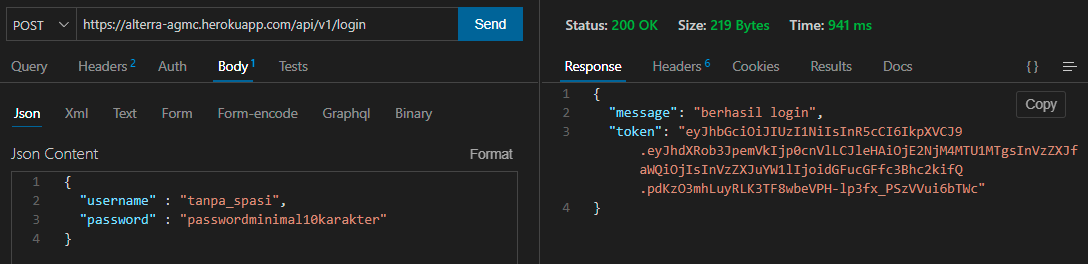 POST https://alterra-agmc.herokuapp.com/api/v1/login Send
Query Headers 2 Auth Body 1 Tests
Json Xml Text Form Form-encode Graphql Binary
Json Content Format
1 {
2 "username" : "tanpa_spasi",
3 "password" : "passwordminimal10karakter"
4 }
Status: 200 OK Size: 219 Bytes Time: 941 ms
Response Headers 6 Cookies Results Docs {}
1 {
Copy
2 "message": "berhasil login",
3 "token": "eyJhbGciOiJIUzI1NiIsInR5cCI6IkpXVCJ9
.eyJhdXRob3JpemVkIjp0cnVlLCJleHAiOjE2NjM4MTU1MTgsInVzZXJf
aWQiOjIsInVzZXJuYW1lIjoidGFucGFfc3Bhc2kifQ
.pdKzO3mhLuyRLK3TF8wbeVPH-lp3fx_PSzVVui6bTWc"
4 }